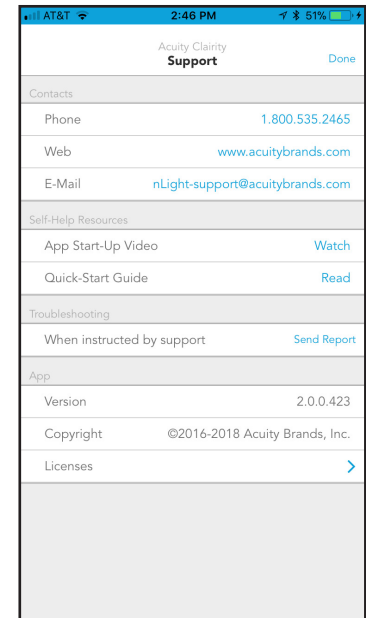 AT&T 2:46 PM 51%
Acuity Clairity
Support Done
Contacts
Phone 1.800.535.2465
Web www.acuitybrands.com
E-Mail nLight-support@acuitybrands.com
Self-Help Resources
App Start-Up Video Watch
Quick-Start Guide Read
Troubleshooting
When instructed by support Send Report
App
Version 2.0.0.423
Copyright ©2016-2018 Acuity Brands, Inc.
Licenses